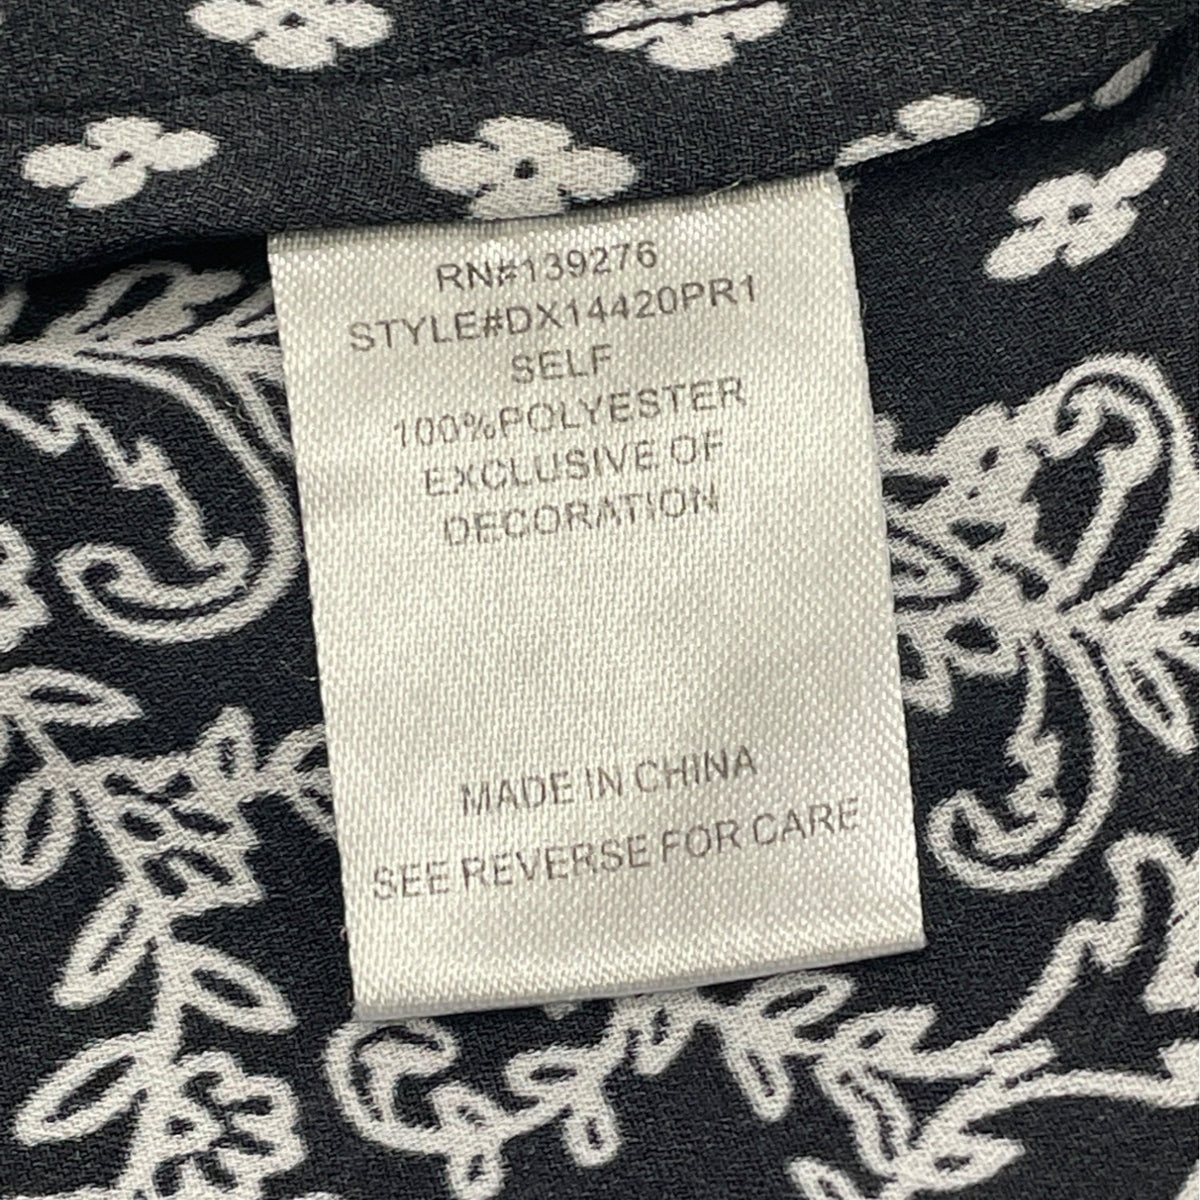 RN#139276
STYLE#DX14420PR1
SELF
100%POLYESTER
EXCLUSIVE OF
DECORATION
MADE IN CHINA
SEE REVERSE FOR CARE